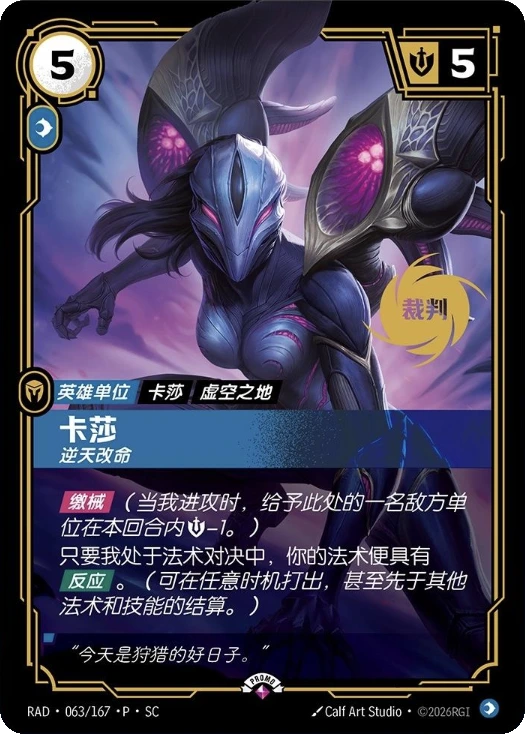 5
5
裁判
英雄单位 卡莎 虚空之地
卡莎
逆天改命
缴械（当我进攻时，给予此处的一名敌方单
位在本回合内-1。）
只要我处于法术对决中，你的法术便具有
反应。（可在任意时机打出，甚至先于其他
法术和技能的结算。）
“今天是狩猎的好日子。”
PROMO
RAD • 063/167 •P • SC
Calf Art Studio • ©2026RGI